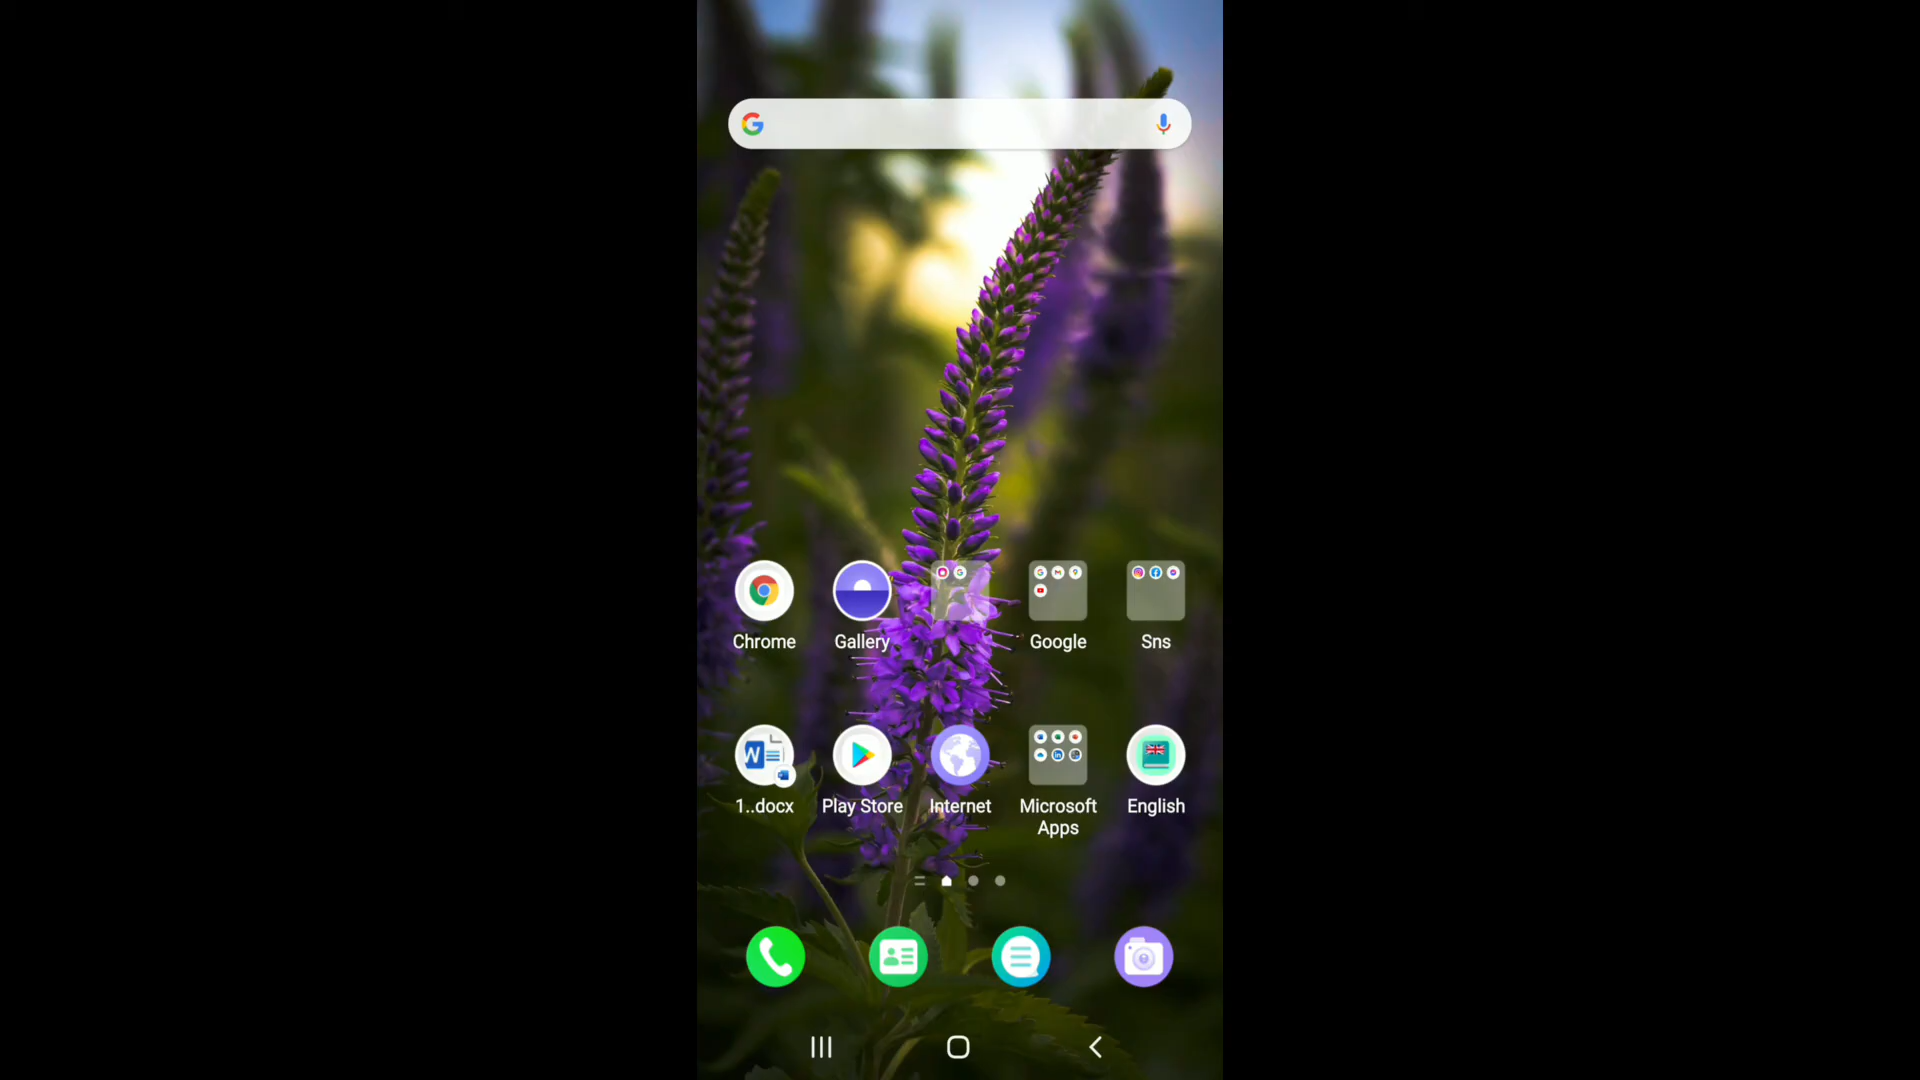 Chrome
Gallery
Google
Sns
1..docx
Play Store
Internet
Microsoft
Apps
English